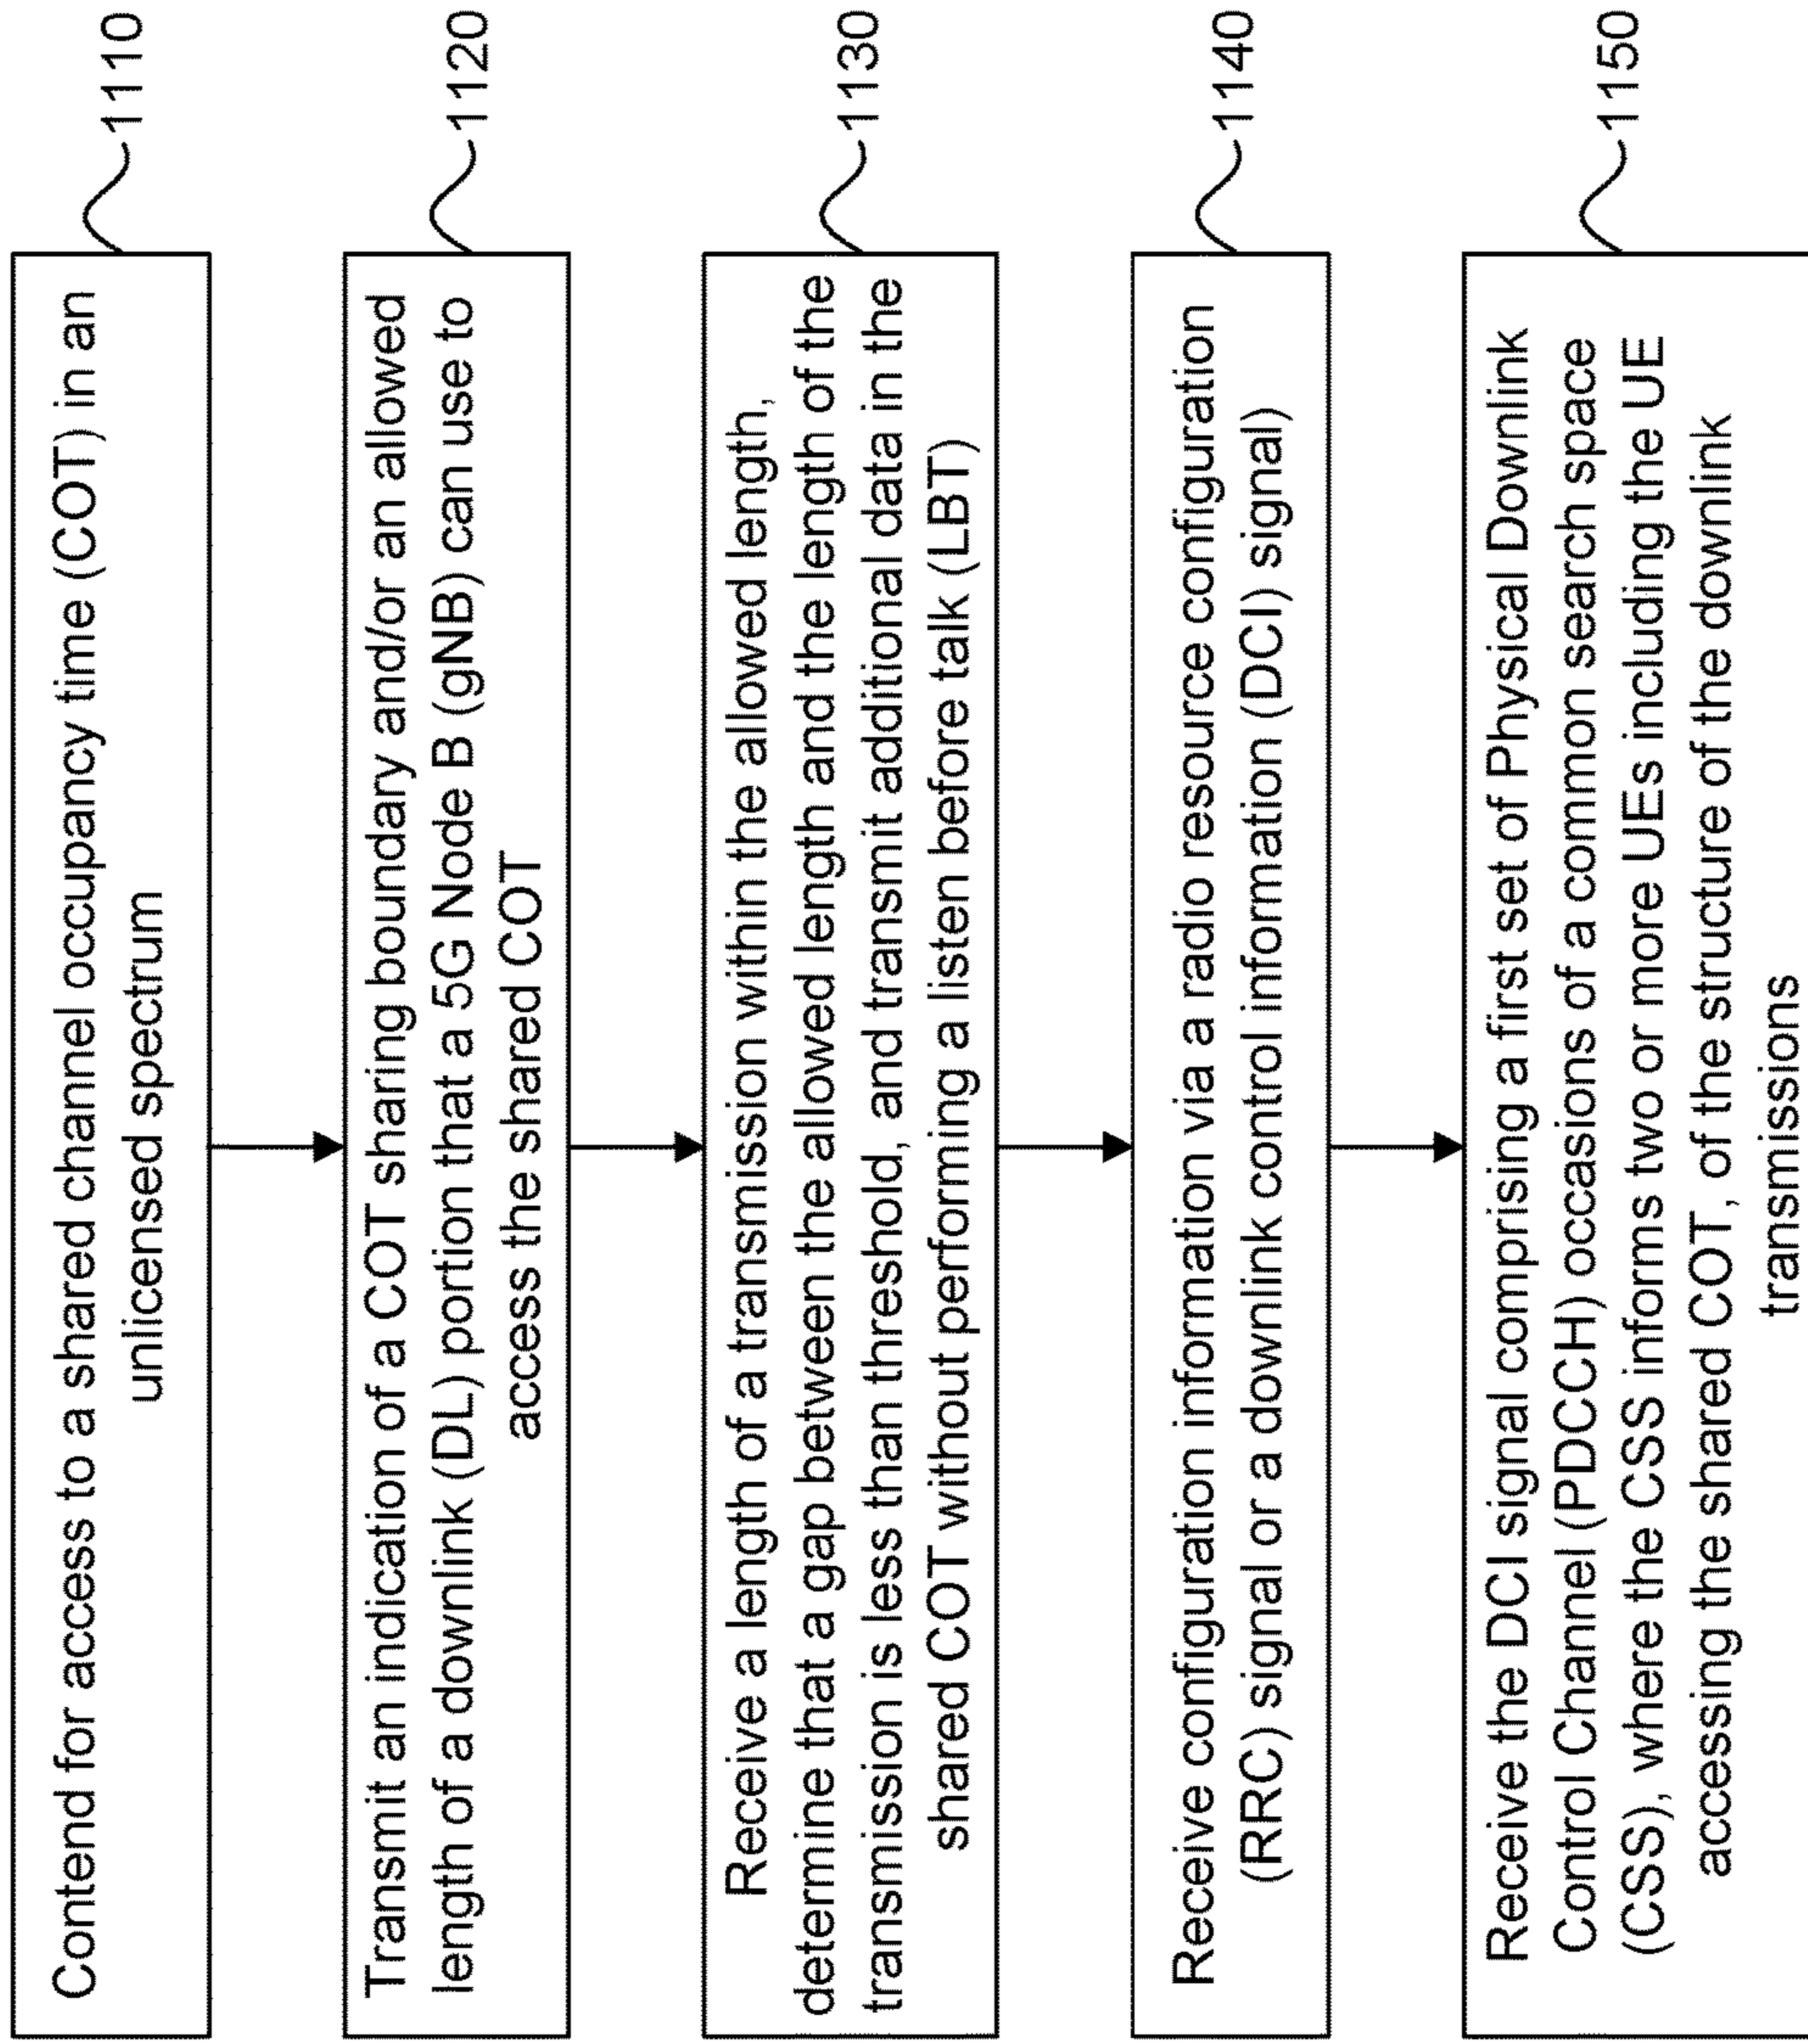 Contend for access to a shared channel occupancy time (COT) in an
unlicensed spectrum
1110
Transmit an indication of a COT sharing boundary and/or an allowed
length of a downlink (DL) portion that a 5G Node B (gNB) can use to
access the shared COT
1120
Receive a length of a transmission within the allowed length,
determine that a gap between the allowed length and the length of the
transmission is less than threshold, and transmit additional data in the
shared COT without performing a listen before talk (LBT)
1130
Receive configuration information via a radio resource configuration
(RRC) signal or a downlink control information (DCI) signal)
1140
Receive the DCI signal comprising a first set of Physical Downlink
Control Channel (PDCCH) occasions of a common search space
(CSS), where the CSS informs two or more UEs including the UE
accessing the shared COT, of the structure of the downlink
transmissions
1150